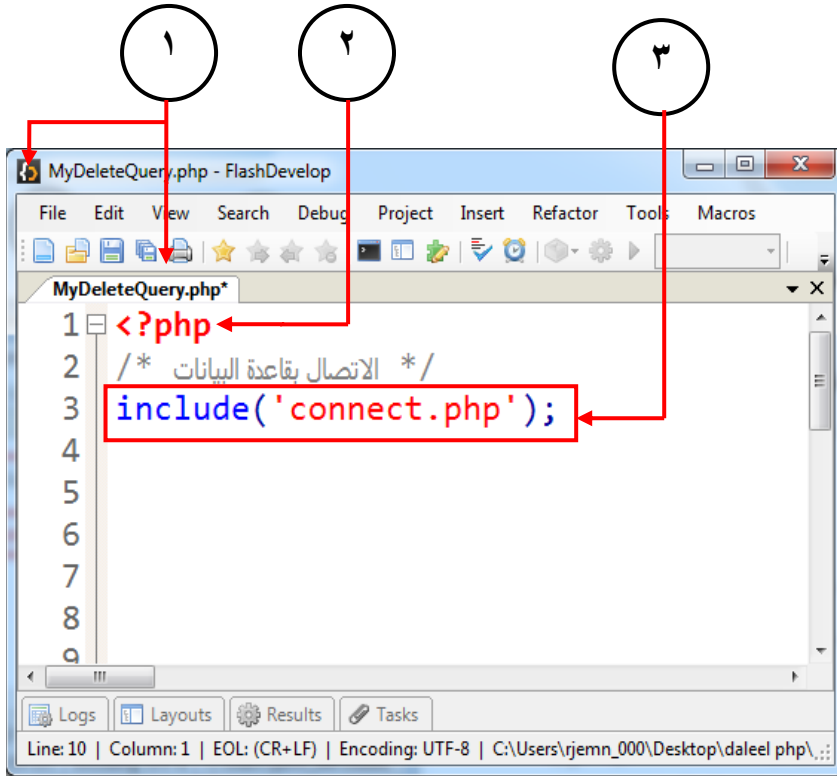 ١ ٢ ٣
MyDeleteQuery.php - FlashDevelop
File Edit View Search Debug Project Insert Refactor Tools Macros
MyDeleteQuery.php*
1 <?php
2 /* الاتصال بقاعدة البيانات */
3 include('connect.php');
4
5
6
7
8
9
Logs Layouts Results Tasks
Line: 10 | Column: 1 | EOL: (CR+LF) | Encoding: UTF-8 | C:\Users\rjemn_000\Desktop\daleel php\